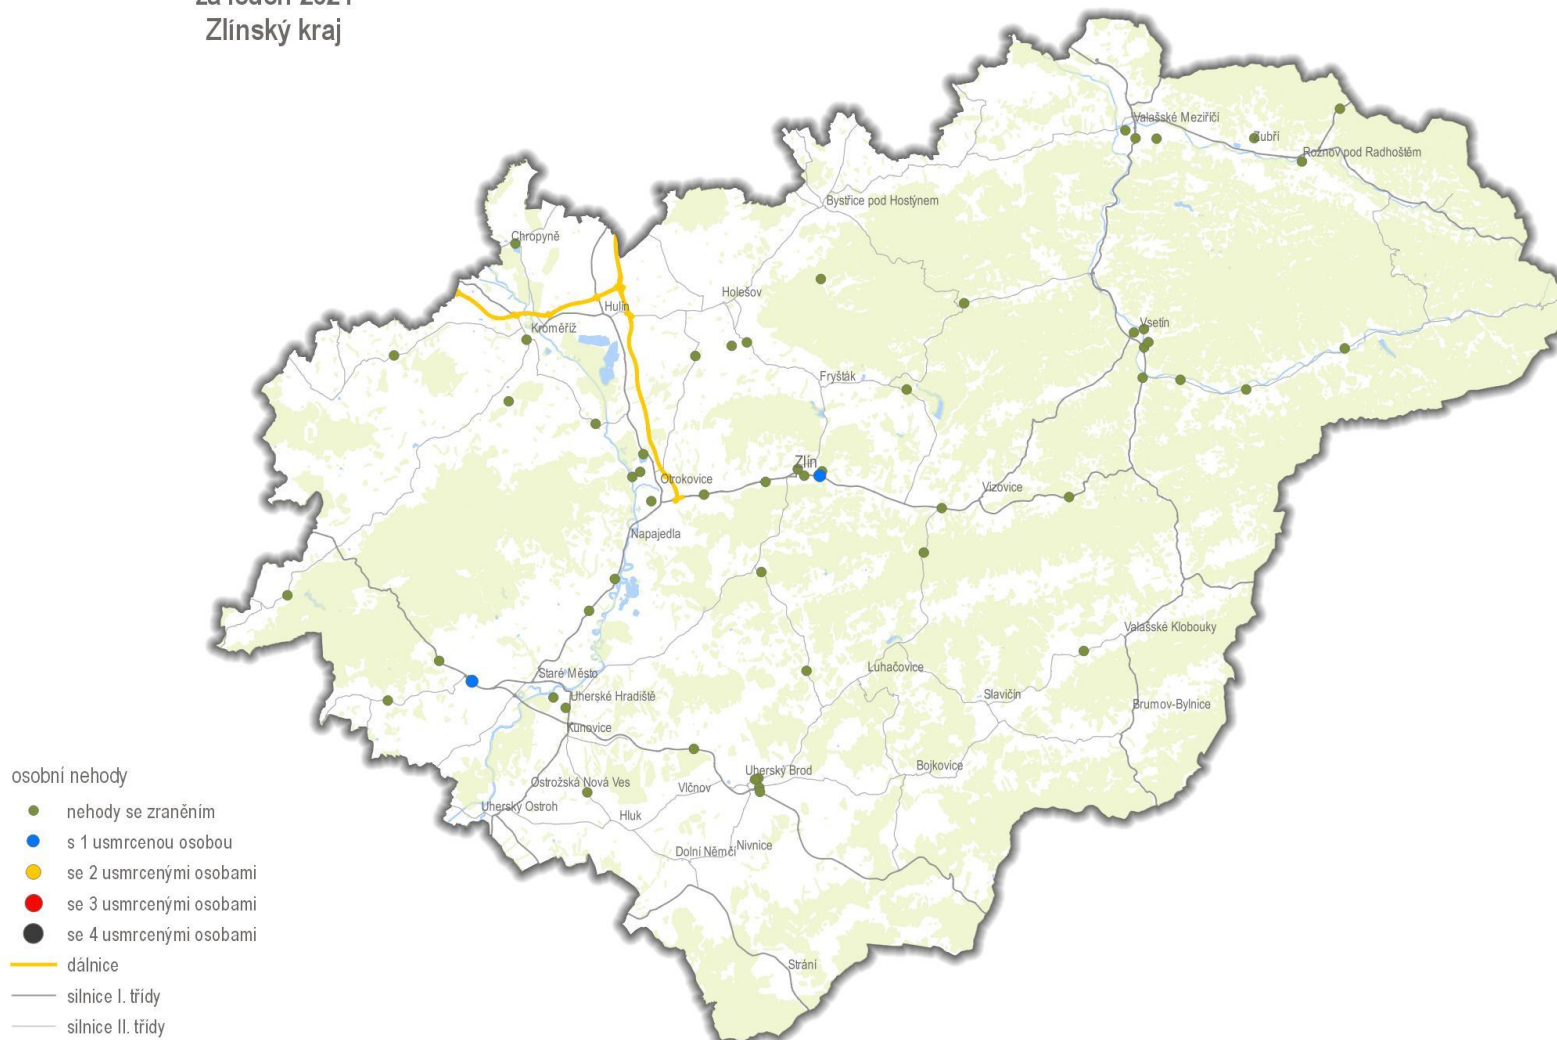 za leden 2021
Zlínský kraj
Valašské Meziříčí
Zubří
Rožnov pod Radhoštěm
Bystřice pod Hostýnem
Chropyně
Holešov
Hulín
Kroměříž
Vsetín
Fryšták
Zlín
Otrokovice
Vizovice
Napajedla
Valašské Klobouky
Luhačovice
Staré Město
Slavičín
Uherské Hradiště
Brumov-Bylnice
Kunovice
Bojkovice
Uherský Brod
Ostrožská Nová Ves
Vlčnov
Uherský Ostroh
Hluk
Nivnice
Dolní Němčí
Strání
osobní nehody
nehody se zraněním
s 1 usmrcenou osobou
se 2 usmrcenými osobami
se 3 usmrcenými osobami
se 4 usmrcenými osobami
dálnice
silnice I. třídy
silnice II. třídy